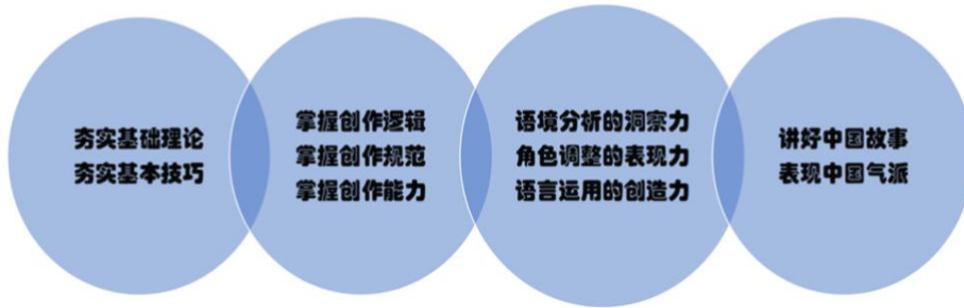 夯实基础理论
夯实基本技巧
掌握创作逻辑
掌握创作规范
掌握创作能力
语境分析的洞察力
角色调整的表现力
语言运用的创造力
讲好中国故事
表现中国气派